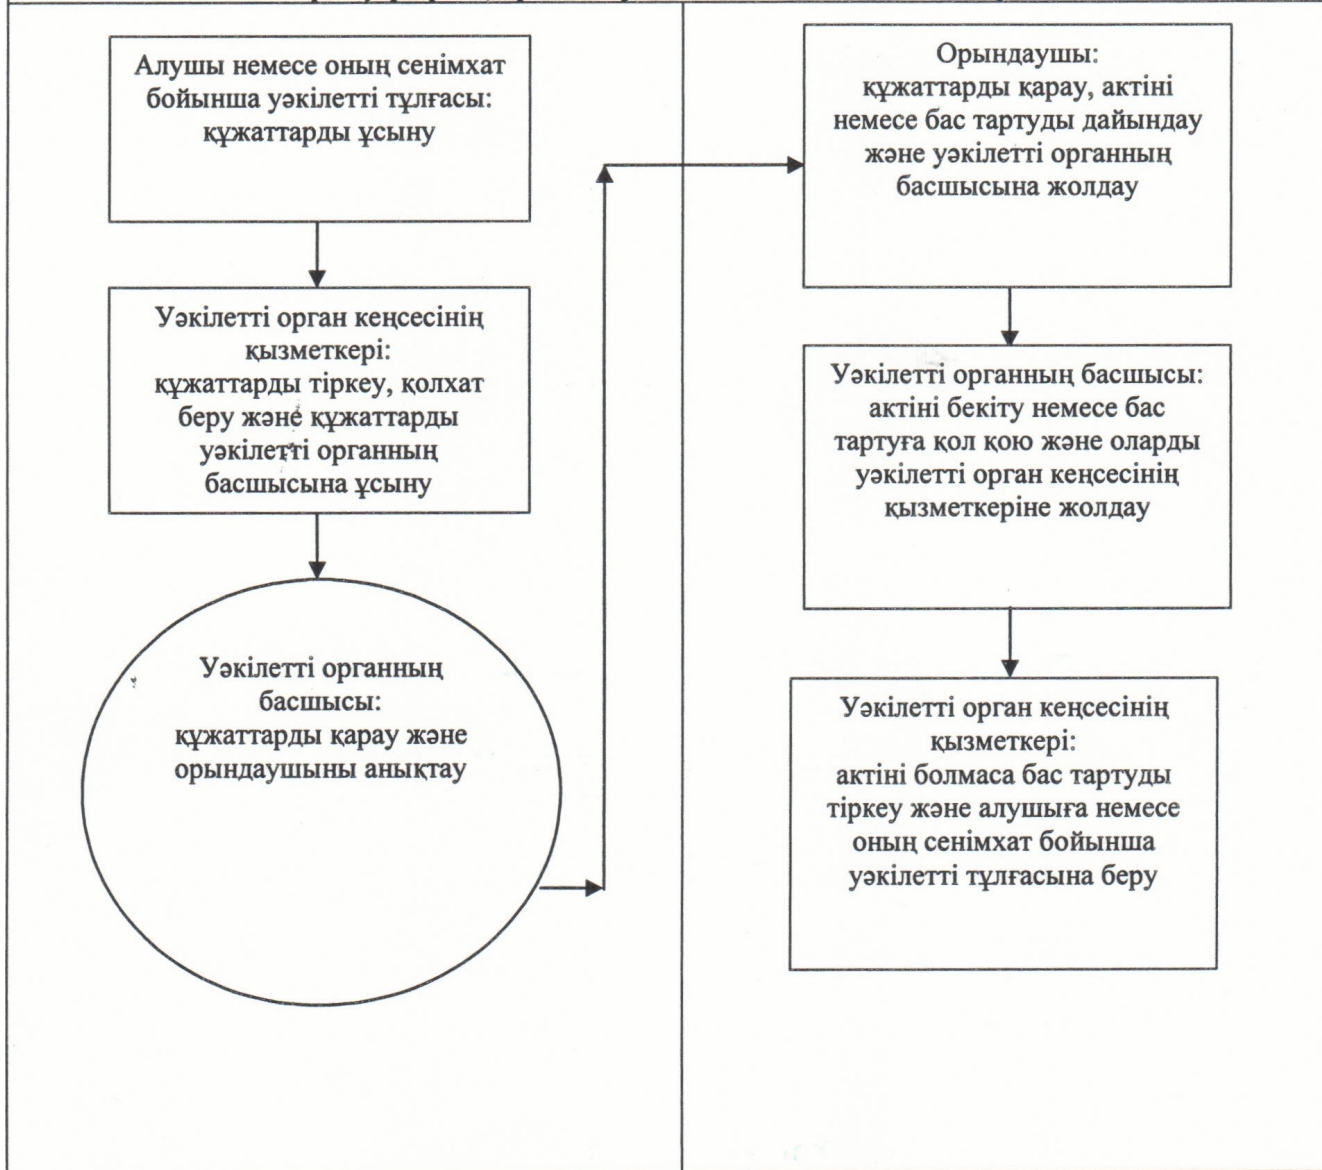 Алушы немесе оның сенімхат
бойынша уәкілетті тұлғасы:
құжаттарды ұсыну
Уәкілетті орган кеңсесінің
қызметкері:
құжаттарды тіркеу, қолхат
беру және құжаттарды
уәкілетті органның
басшысына ұсыну
Уәкілетті органның
басшысы:
құжаттарды қарау және
орындаушыны анықтау
Орындаушы:
құжаттарды қарау, актіні
немесе бас тартуды дайындау
және уәкілетті органның
басшысына жолдау
Уәкілетті органның басшысы:
актіні бекіту немесе бас
тартуға қол қою және оларды
уәкілетті орган кеңсесінің
қызметкеріне жолдау
Уәкілетті орган кеңсесінің
қызметкері:
актіні болмаса бас тартуды
тіркеу және алушыға немесе
оның сенімхат бойынша
уәкілетті тұлғасына беру